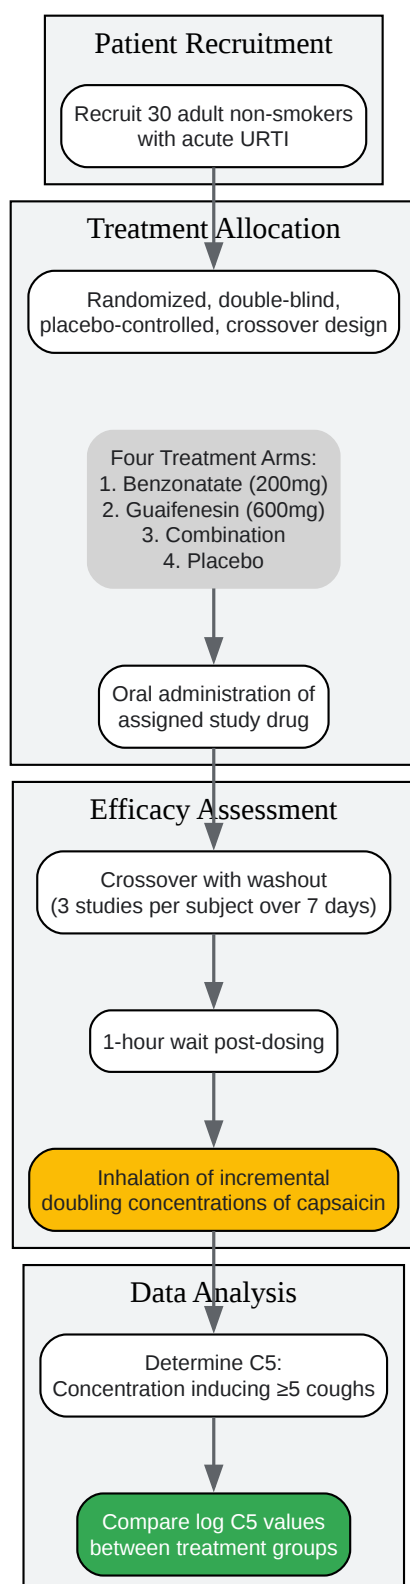 Patient Recruitment
Recruit 30 adult non-smokers
with acute URTI
Treatment Allocation
Randomized, double-blind,
placebo-controlled, crossover design
Four Treatment Arms:
1. Benzonatate (200mg)
2. Guaifenesin (600mg)
3. Combination
4. Placebo
Oral administration of
assigned study drug
Efficacy Assessment
Crossover with washout
(3 studies per subject over 7 days)
1-hour wait post-dosing
Inhalation of incremental
doubling concentrations of capsaicin
Data Analysis
Determine C5:
Concentration inducing ≥5 coughs
Compare log C5 values
between treatment groups